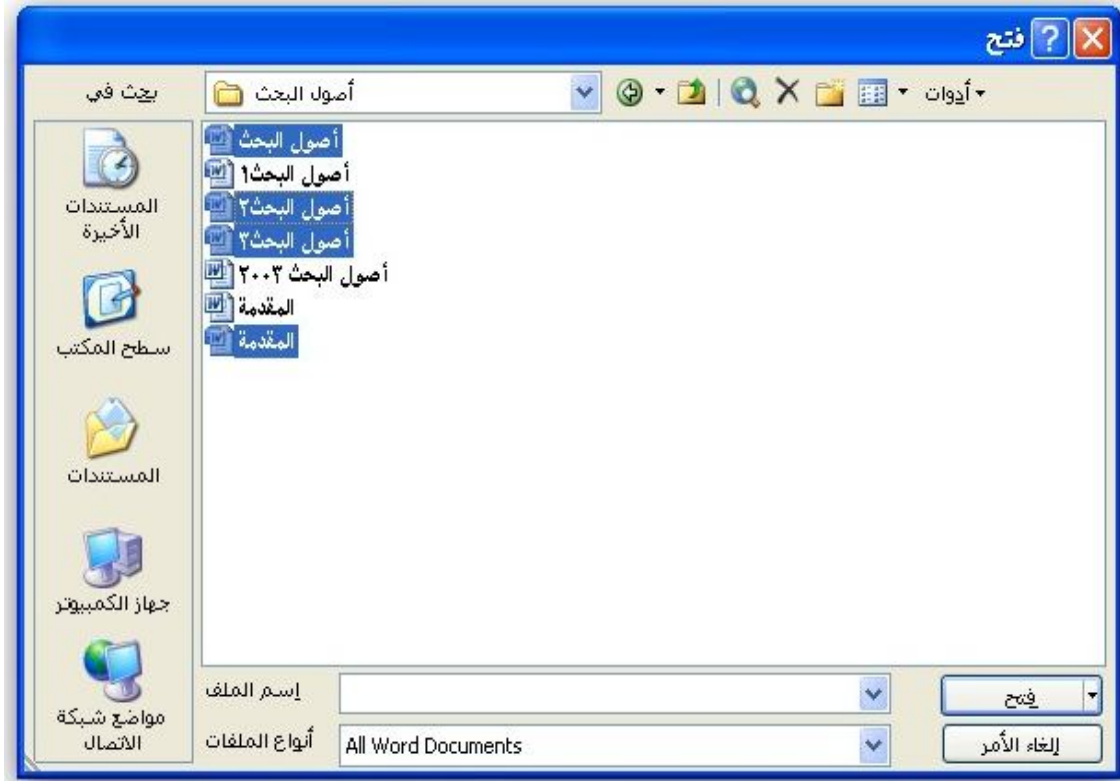 فتح
بحث في
أصول البحث
أدوات
المستندات
الأخيرة
سطح المكتب
المستندات
جهاز الكمبيوتر
مواضع شبكة
الاتصال
أصول البحث
أصول البحث١
أصول البحث٢
أصول البحث٣
أصول البحث ٢٠٠٣
المقدمة
المقدمة
إسم الملف
فتح
أنواع الملفات
All Word Documents
إلغاء الأمر